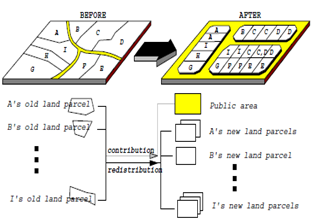 BEFORE
AFTER
A
B
C
D
H
I
G
F
E
A
A
I
H
G
B C C D D
I I C C,D D
G F F E E
A's old land parcel
B's old land parcel
I's old land parcel
contribution
redistribution
Public area
A's new land parcels
B's new land parcel
I's new land parcels